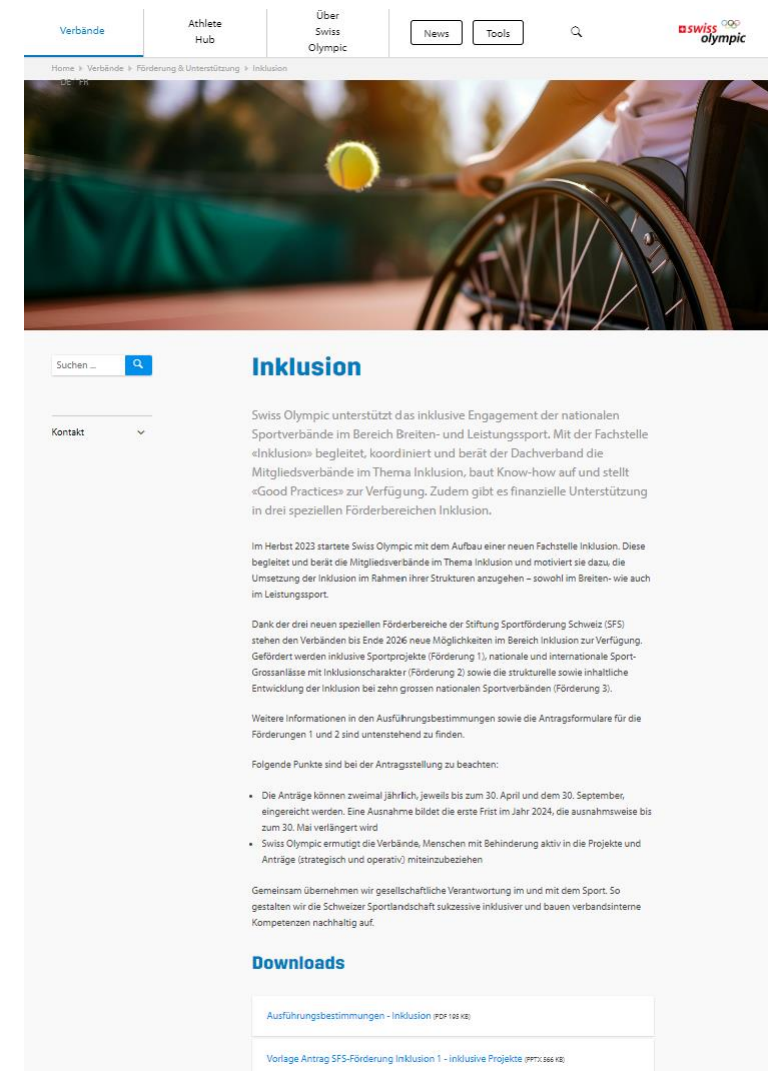 Verbände
Athlete
Hub
Über
Swiss
Olympic
News
Tools
swiss
olympic
Home Verbände Förderung & Unterstützung Inklusion
DE FR
Suchen ...
Kontakt
Inklusion
Swiss Olympic unterstützt das inklusive Engagement der nationalen
Sportverbände im Bereich Breiten- und Leistungssport. Mit der Fachstelle
«Inklusion» begleitet, koordiniert und berät der Dachverband die
Mitgliedsverbände im Thema Inklusion, baut Know-how auf und stellt
«Good Practices» zur Verfügung. Zudem gibt es finanzielle Unterstützung
in drei speziellen Förderbereichen Inklusion.
Im Herbst 2023 startete Swiss Olympic mit dem Aufbau einer neuen Fachstelle Inklusion. Diese
begleitet und berät die Mitgliedsverbände im Thema Inklusion und motiviert sie dazu, die
Umsetzung der Inklusion im Rahmen ihrer Strukturen anzugehen – sowohl im Breiten- wie auch
im Leistungssport.
Dank der drei neuen speziellen Förderbereiche der Stiftung Sportförderung Schweiz (SFS)
stehen den Verbänden bis Ende 2026 neue Möglichkeiten im Bereich Inklusion zur Verfügung.
Gefördert werden inklusive Sportprojekte (Förderung 1), nationale und internationale Sport-
Grossanlässe mit Inklusionscharakter (Förderung 2) sowie die strukturelle sowie inhaltliche
Entwicklung der Inklusion bei zehn grossen nationalen Sportverbänden (Förderung 3).
Weitere Informationen in den Ausführungsbestimmungen sowie die Antragsformulare für die
Förderungen 1 und 2 sind untenstehend zu finden.
Folgende Punkte sind bei der Antragsstellung zu beachten:
• Die Anträge können zweimal jährlich, jeweils bis zum 30. April und dem 30. September,
eingereicht werden. Eine Ausnahme bildet die erste Frist im Jahr 2024, die ausnahmsweise bis
zum 30. Mai verlängert wird
• Swiss Olympic ermutigt die Verbände, Menschen mit Behinderung aktiv in die Projekte und
Anträge (strategisch und operativ) miteinzubeziehen
Gemeinsam übernehmen wir gesellschaftliche Verantwortung im und mit dem Sport. So
gestalten wir die Schweizer Sportlandschaft sukzessive inklusiver und bauen verbandsinterne
Kompetenzen nachhaltig auf.
Downloads
Ausführungsbestimmungen - Inklusion (PDF 195 KB)
Vorlage Antrag SFS-Förderung Inklusion 1 - inklusive Projekte (PPTX 566 KB)